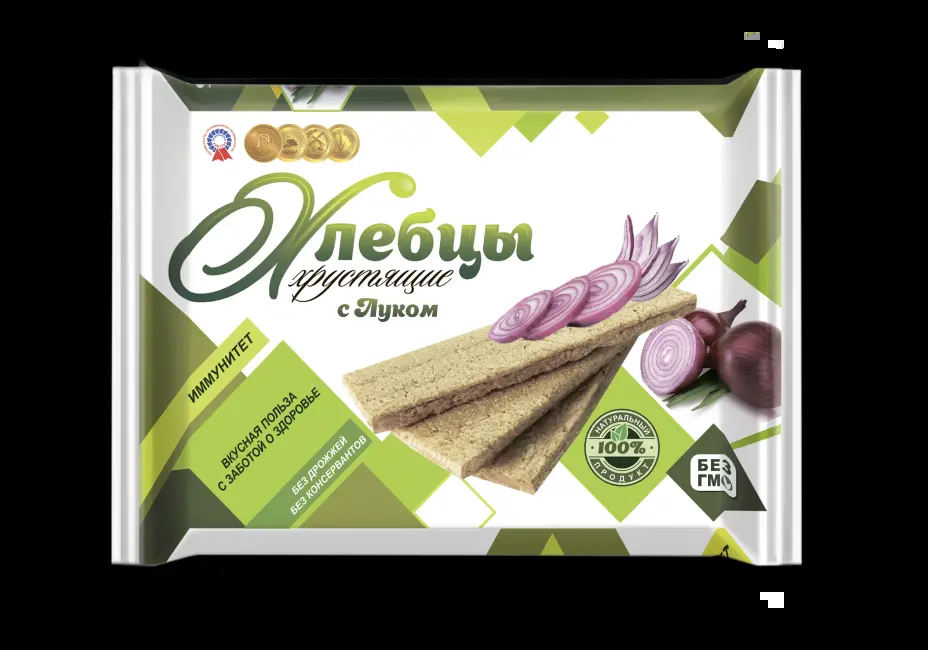 Хлебцы
хрустящие
с Луком
ИММУНИТЕТ
ВКУСНАЯ ПОЛЬЗА
С ЗАБОТОЙ О ЗДОРОВЬЕ
БЕЗ ДРОЖЖЕЙ
БЕЗ КОНСЕРВАНТОВ
НАТУРАЛЬНЫЙ
100%
ПРОДУКТ
БЕЗ
ГМО